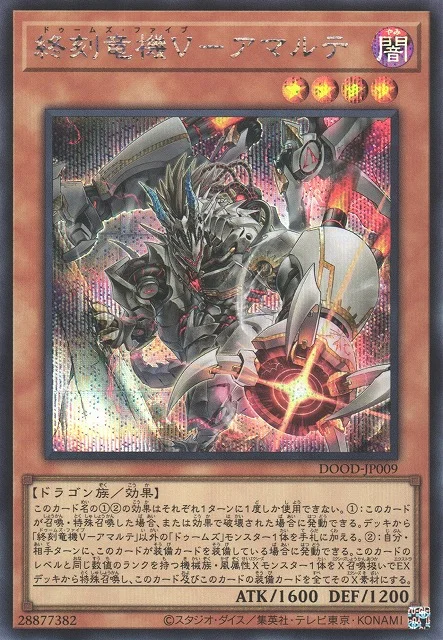 終刻竜機Ⅴ-アマルテ
ドゥームズ・ファイブ
闇
やみ
DOOD-JP009
【ドラゴン族/効果】
このカード名の①②の効果はそれぞれ1ターンに1度しか使用できない。①:このカード
が召喚・特殊召喚した場合、または効果で破壊された場合に発動できる。デッキから
「終刻竜機Ⅴ-アマルテ」以外の「ドゥームズ」モンスター1体を手札に加える。②:自分・
相手ターンに、このカードが装備カードを装備している場合に発動できる。このカードの
レベルと同じ数値のランクを持つ機械族・風属性Xモンスター1体をX召喚扱いでEX
デッキから特殊召喚し、このカード及びこのカードの装備カードを全てそのX素材にする。
ATK/1600 DEF/1200
28877382
©スタジオ・ダイス/集英社・テレビ東京・KONAMI